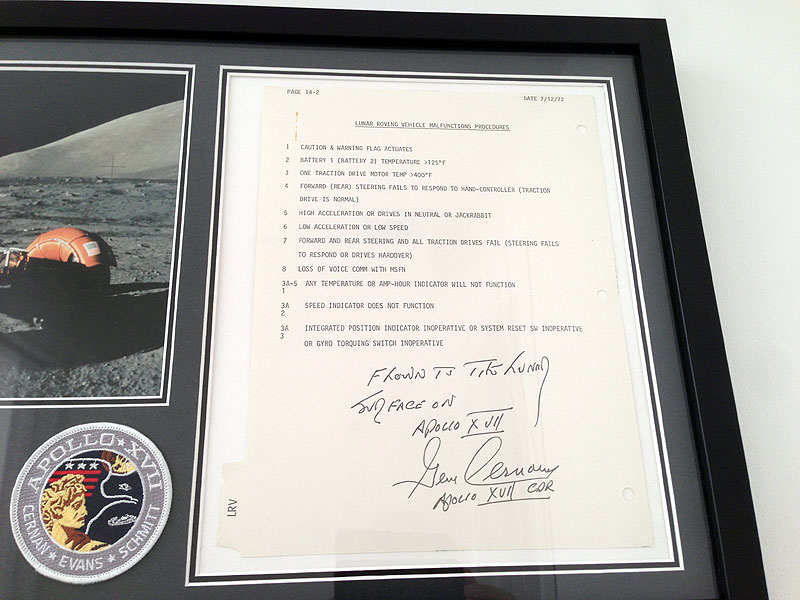 PAGE 14-2
DATE 7/12/72
LUNAR ROVING VEHICLE MALFUNCTIONS PROCEDURES
1 CAUTION & WARNING FLAG ACTUATES
2 BATTERY 1 (BATTERY 2) TEMPERATURE >125°F
3 ONE TRACTION DRIVE MOTOR TEMP >400°F
4 FORWARD (REAR) STEERING FAILS TO RESPOND TO HAND-CONTROLLER (TRACTION
DRIVE IS NORMAL)
5 HIGH ACCELERATION OR DRIVES IN NEUTRAL OR JACKRABBIT
6 LOW ACCELERATION OR LOW SPEED
7 FORWARD AND REAR STEERING AND ALL TRACTION DRIVES FAIL (STEERING FAILS
TO RESPOND OR DRIVES HARDOVER)
8 LOSS OF VOICE COMM WITH MSFN
3A-5 ANY TEMPERATURE OR AMP-HOUR INDICATOR WILL NOT FUNCTION
1
3A SPEED INDICATOR DOES NOT FUNCTION
2
3A INTEGRATED POSITION INDICATOR INOPERATIVE OR SYSTEM RESET SW INOPERATIVE
3 OR GYRO TORQUING SWITCH INOPERATIVE
FLOWN TO THE LUNAR
SURFACE ON
APOLLO XVII
Gene Cernan
APOLLO XVII CDR
LRV
APOLLO XVII
CERNAN ★ EVANS ★ SCHMITT